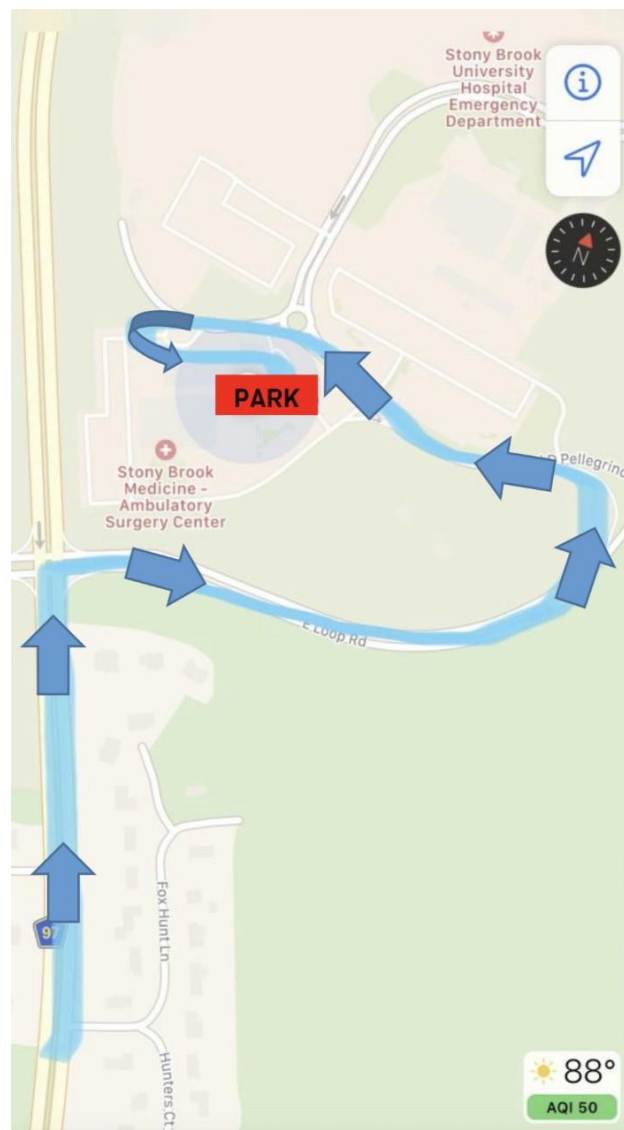 Stony Brook
University
Hospital
Emergency
Department
N
PARK
D Pellegrino
Stony Brook
Medicine -
Ambulatory
Surgery Center
E Loop Rd
Fox Hunt Ln
97
Hunters Ct
88°
AQI 50